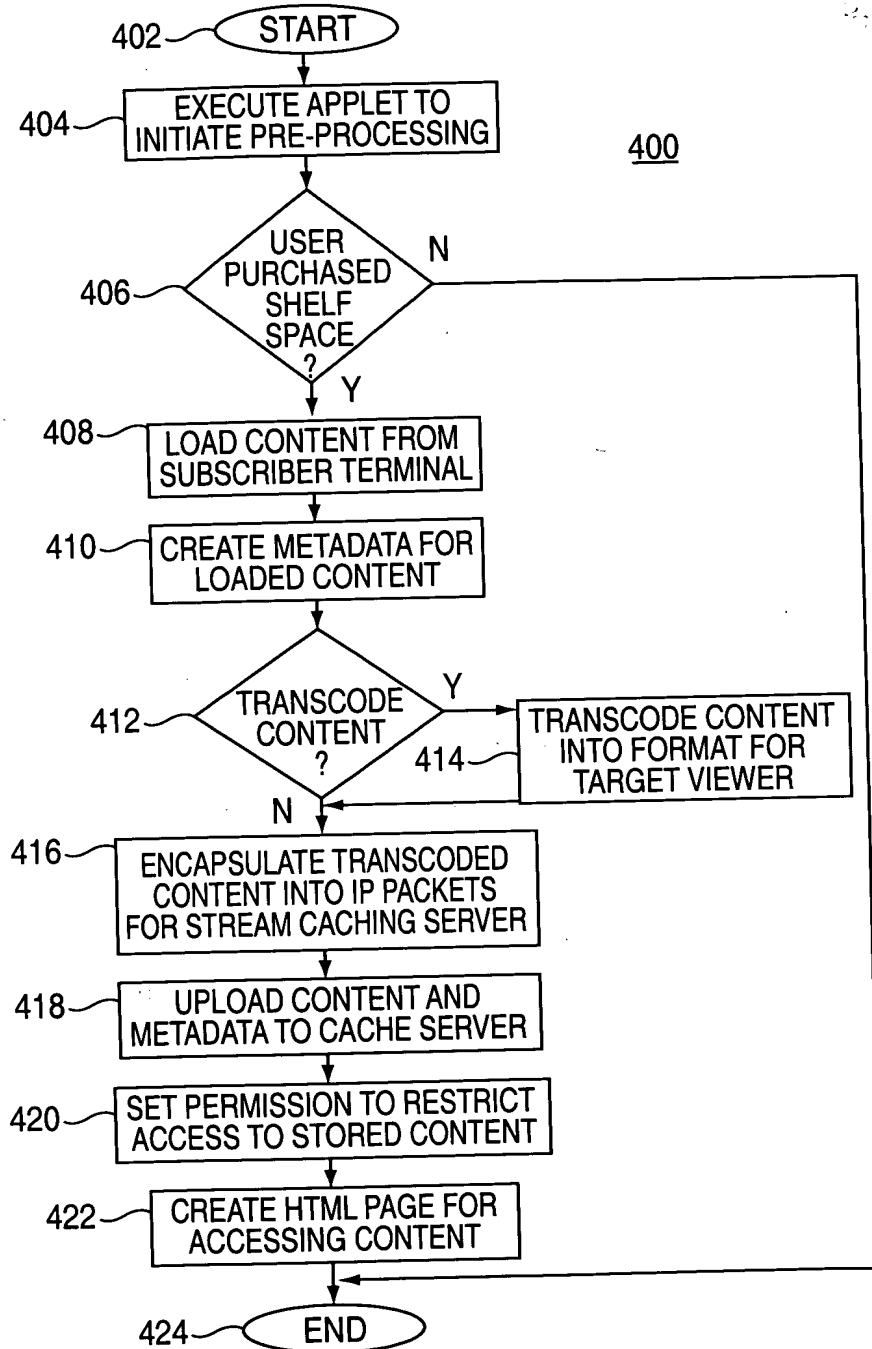 402
START
404
EXECUTE APPLET TO
INITIATE PRE-PROCESSING
400
406
USER
PURCHASED
SHELF
SPACE
?
N
Y
408
LOAD CONTENT FROM
SUBSCRIBER TERMINAL
410
CREATE METADATA FOR
LOADED CONTENT
412
TRANSCODE
CONTENT
?
Y
414
TRANSCODE CONTENT
INTO FORMAT FOR
TARGET VIEWER
N
416
ENCAPSULATE TRANSCODED
CONTENT INTO IP PACKETS
FOR STREAM CACHING SERVER
418
UPLOAD CONTENT AND
METADATA TO CACHE SERVER
420
SET PERMISSION TO RESTRICT
ACCESS TO STORED CONTENT
422
CREATE HTML PAGE FOR
ACCESSING CONTENT
424
END